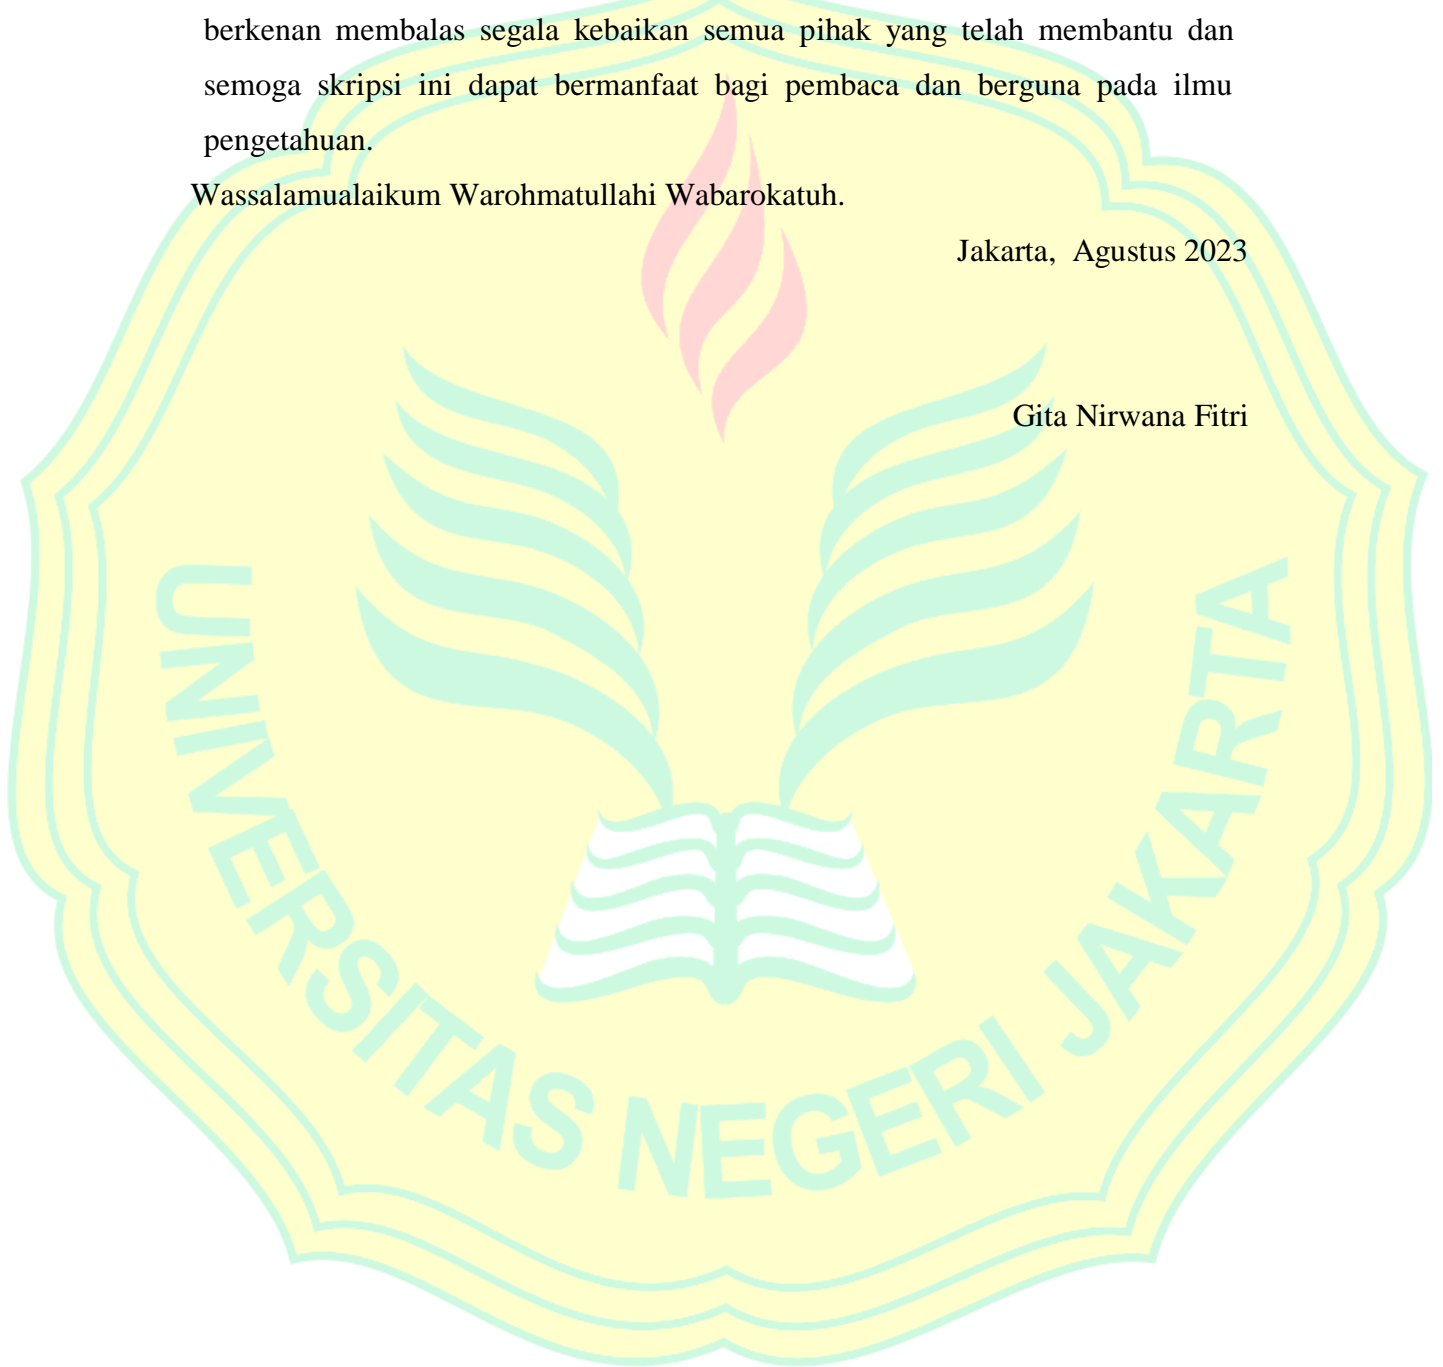 berkenan membalas segala kebaikan semua pihak yang telah membantu dan
semoga skripsi ini dapat bermanfaat bagi pembaca dan berguna pada ilmu
pengetahuan.
Wassalamualaikum Warohmatullahi Wabarokatuh.
Jakarta,  Agustus 2023
Gita Nirwana Fitri
UNIVERSITAS NEGERI JAKARTA